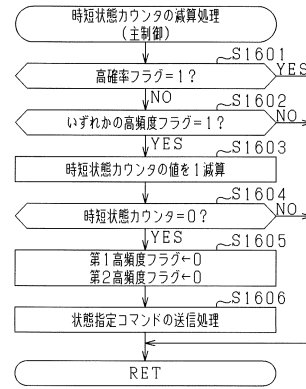 時短状態カウンタの減算処理
(主制御)
S1601
高確率フラグ=1?
YES
NO
S1602
いずれかの高頻度フラグ=1?
NO
YES
S1603
時短状態カウンタの値を1減算
S1604
時短状態カウンタ=0?
NO
YES
S1605
第1高頻度フラグ←0
第2高頻度フラグ←0
S1606
状態指定コマンドの送信処理
RET